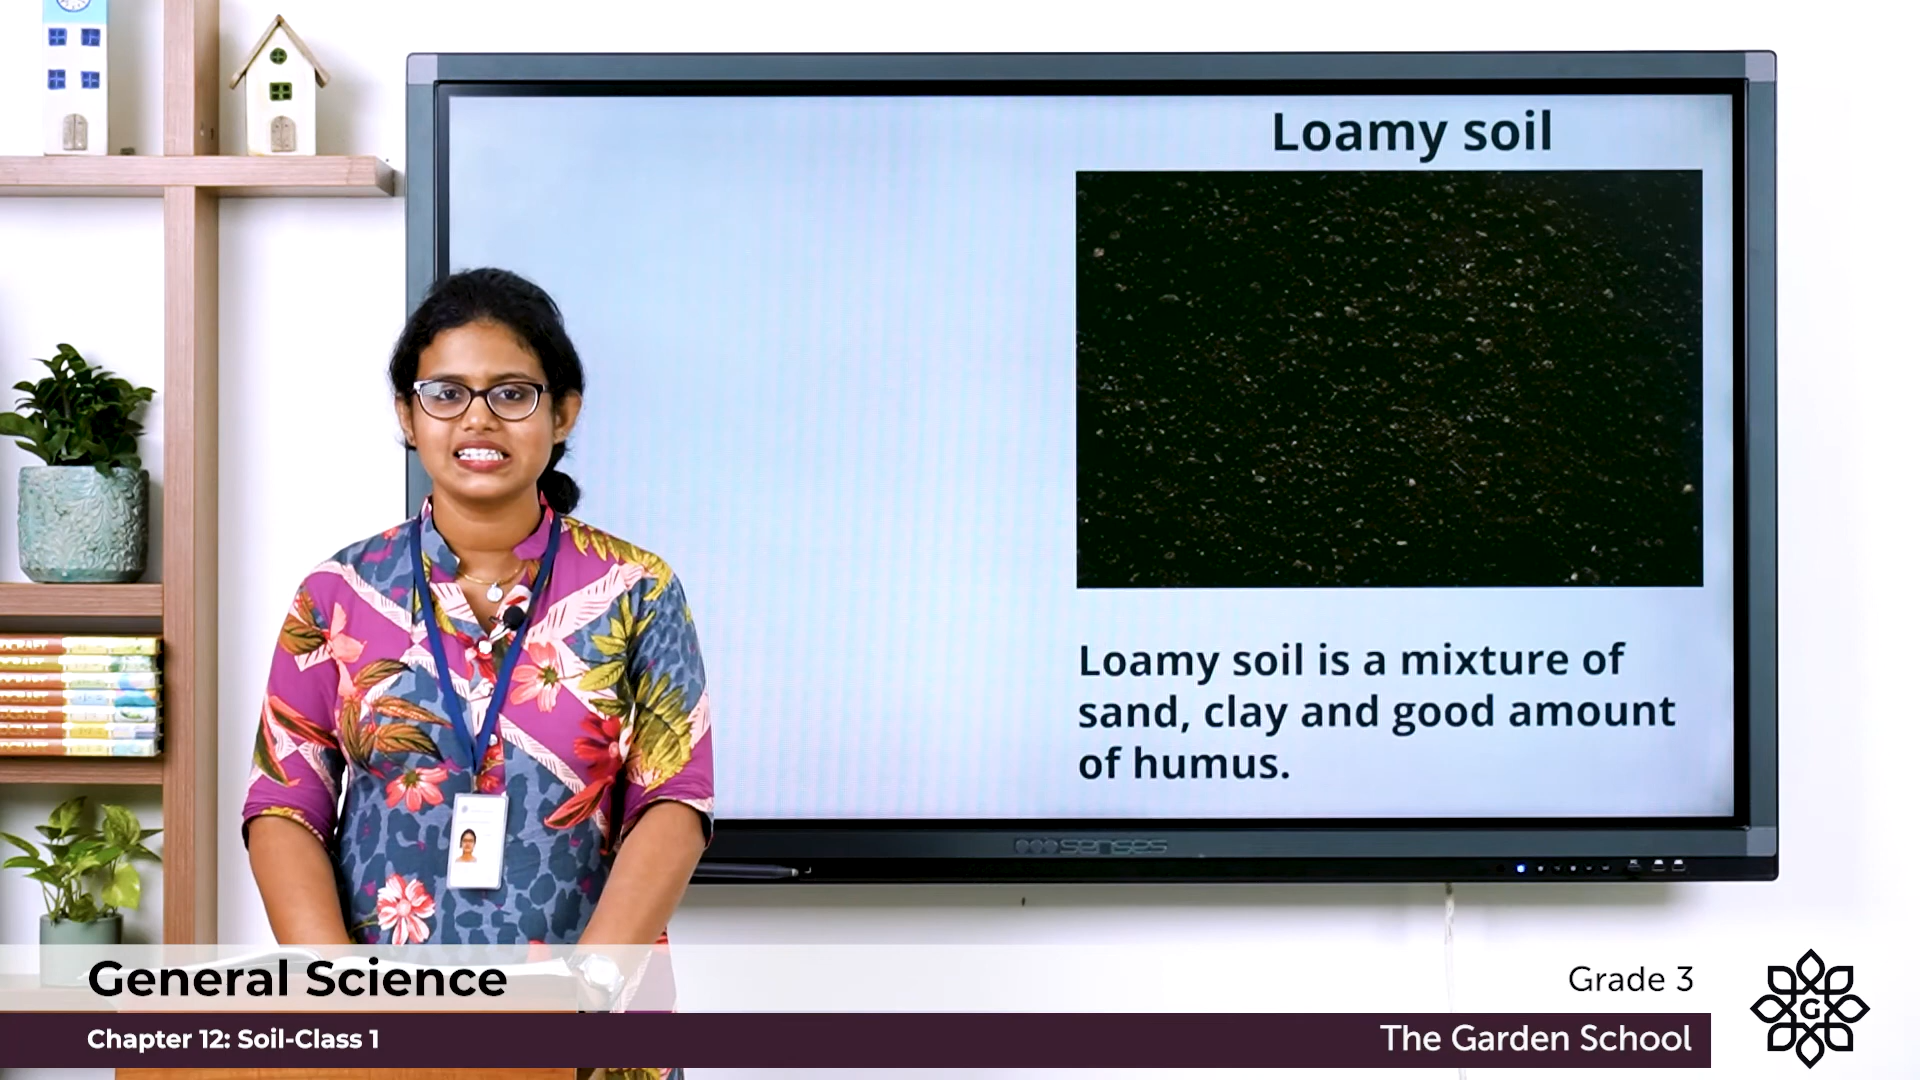 Loamy soil
Loamy soil is a mixture of
sand, clay and good amount
of humus.
senses
General Science
Chapter 12: Soil-Class 1
Grade 3
The Garden School
G